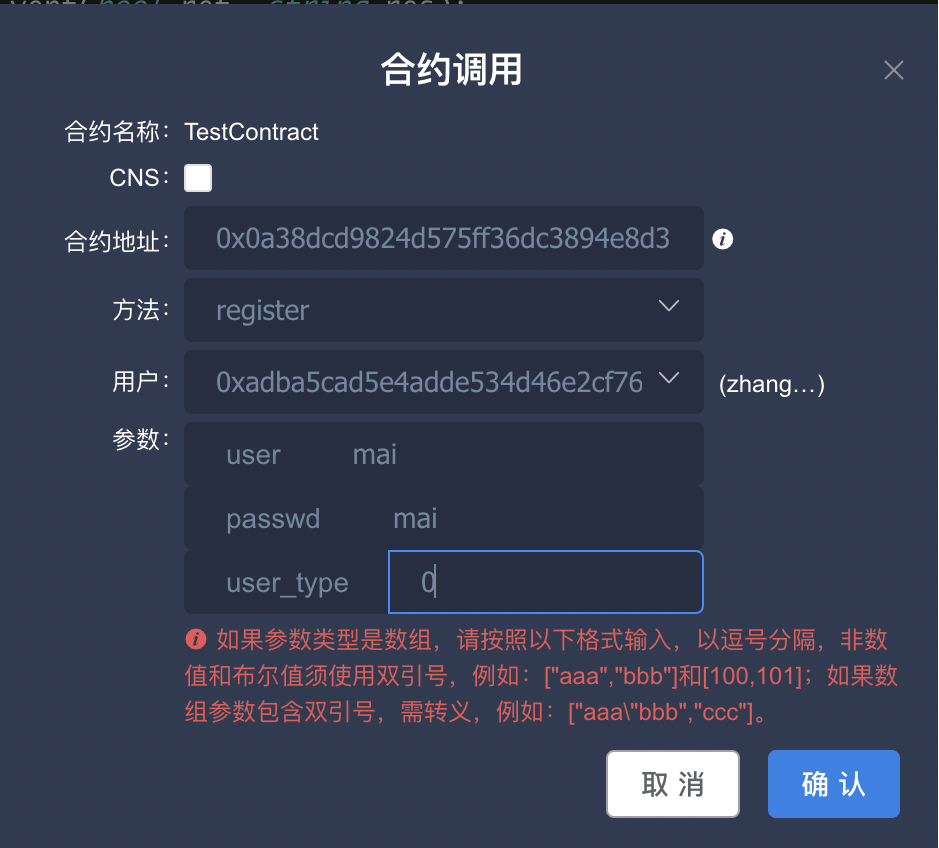 合约调用
合约名称: TestContract
CNS:
合约地址: 0x0a38dcd9824d575ff36dc3894e8d3
方法: register
用户: 0xadba5cad5e4adde534d46e2cf76 (zhang...)
参数: user mai
passwd mai
user_type 0
如果参数类型是数组，请按照以下格式输入，以逗号分隔，非数
值和布尔值须使用双引号，例如：["aaa","bbb"]和[100,101]；如果数
组参数包含双引号，需转义，例如：["aaa\"bbb","ccc"]。
取消 确认